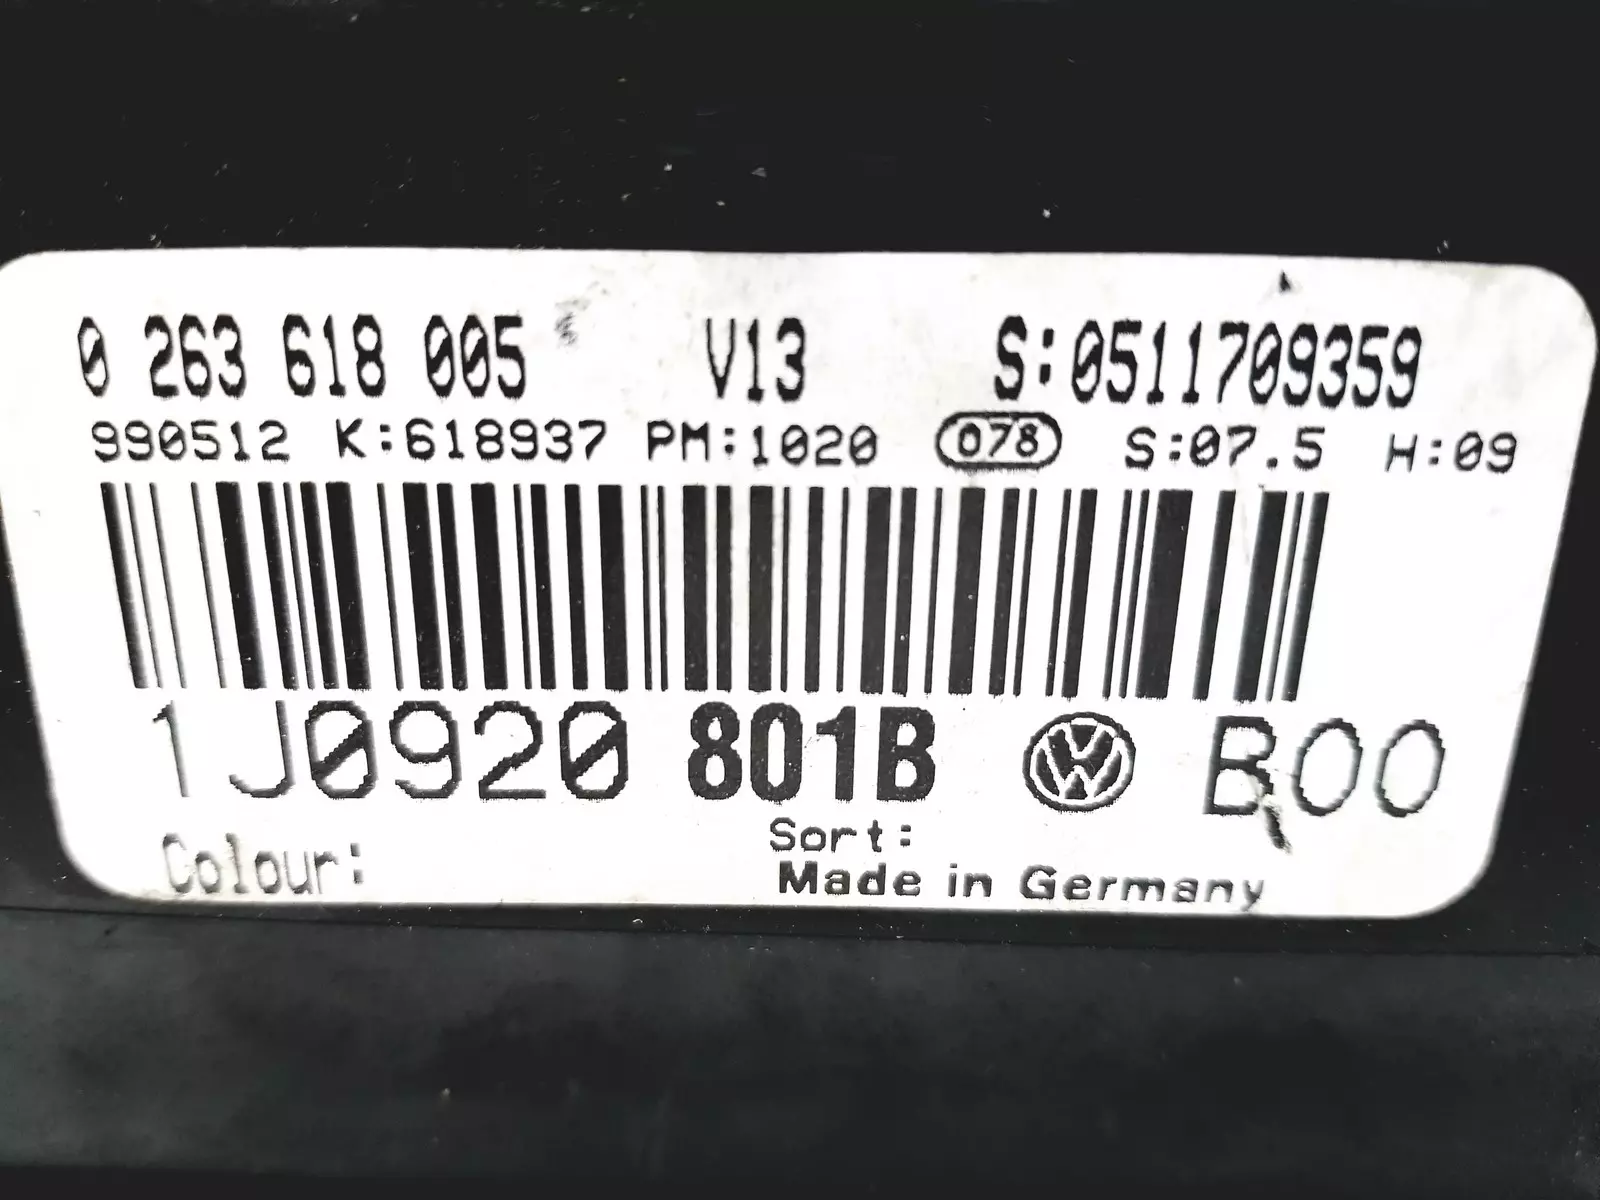 0 263 618 005 V13 S:0511709359
990512 K:618937 PM:1020 078 S:07.5 H:09
1J0920 801B VW B00
Colour: Sort:
Made in Germany